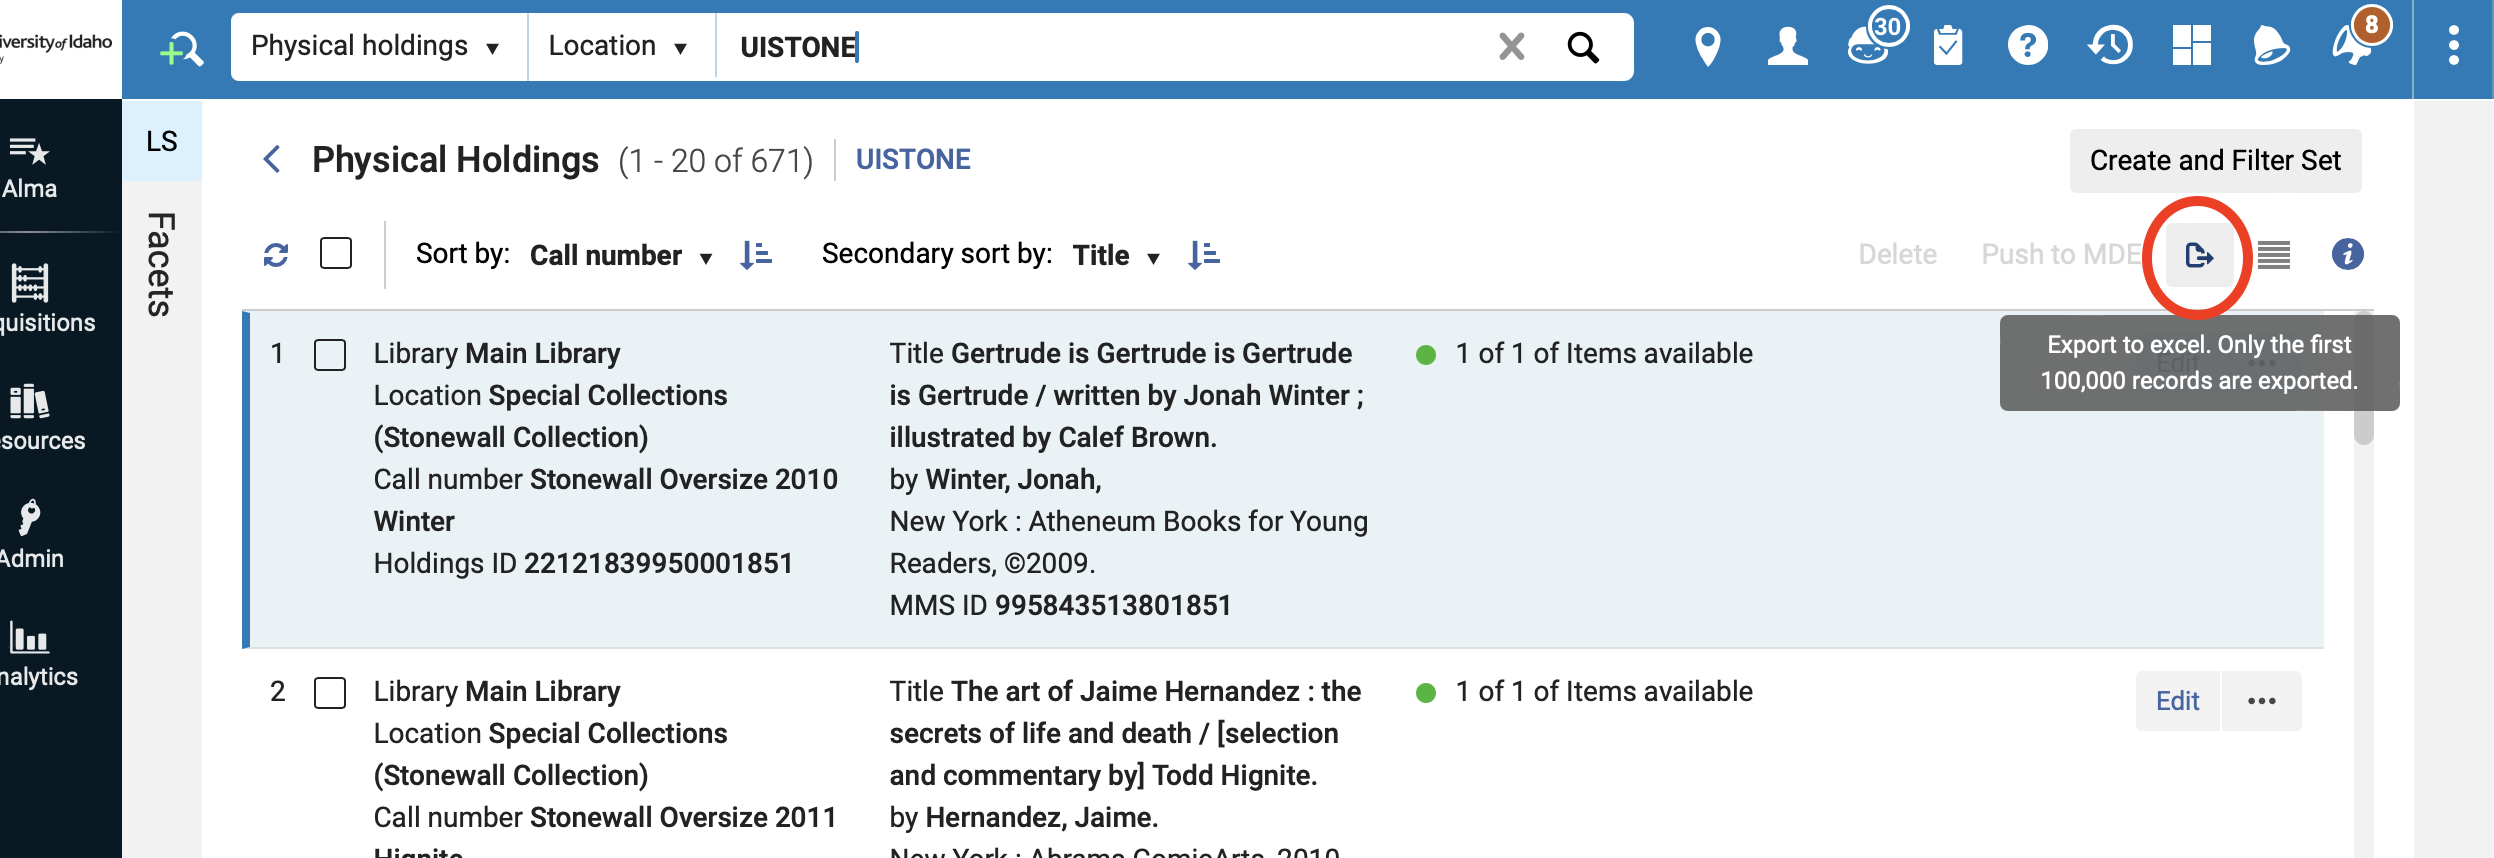 iversity of Idaho
y
Physical holdings ▼ Location ▼ UISTONE
30
8
LS
Alma
Facets
quisitions
sources
Admin
nalytics
Physical Holdings (1 - 20 of 671) UISTONE
Create and Filter Set
Sort by: Call number ▼ Secondary sort by: Title ▼
Delete Push to MDE
Export to excel. Only the first
100,000 records are exported.
1 Library Main Library
Location Special Collections
(Stonewall Collection)
Call number Stonewall Oversize 2010
Winter
Holdings ID 22121839950001851
Title Gertrude is Gertrude is Gertrude
is Gertrude / written by Jonah Winter ;
illustrated by Calef Brown.
by Winter, Jonah,
New York : Atheneum Books for Young
Readers, ©2009.
MMS ID 995843513801851
1 of 1 of Items available
Edit
2 Library Main Library
Location Special Collections
(Stonewall Collection)
Call number Stonewall Oversize 2011
Hignite
Title The art of Jaime Hernandez : the
secrets of life and death / [selection
and commentary by] Todd Hignite.
by Hernandez, Jaime.
New York : Abrams ComicArts, 2010
1 of 1 of Items available
Edit •••